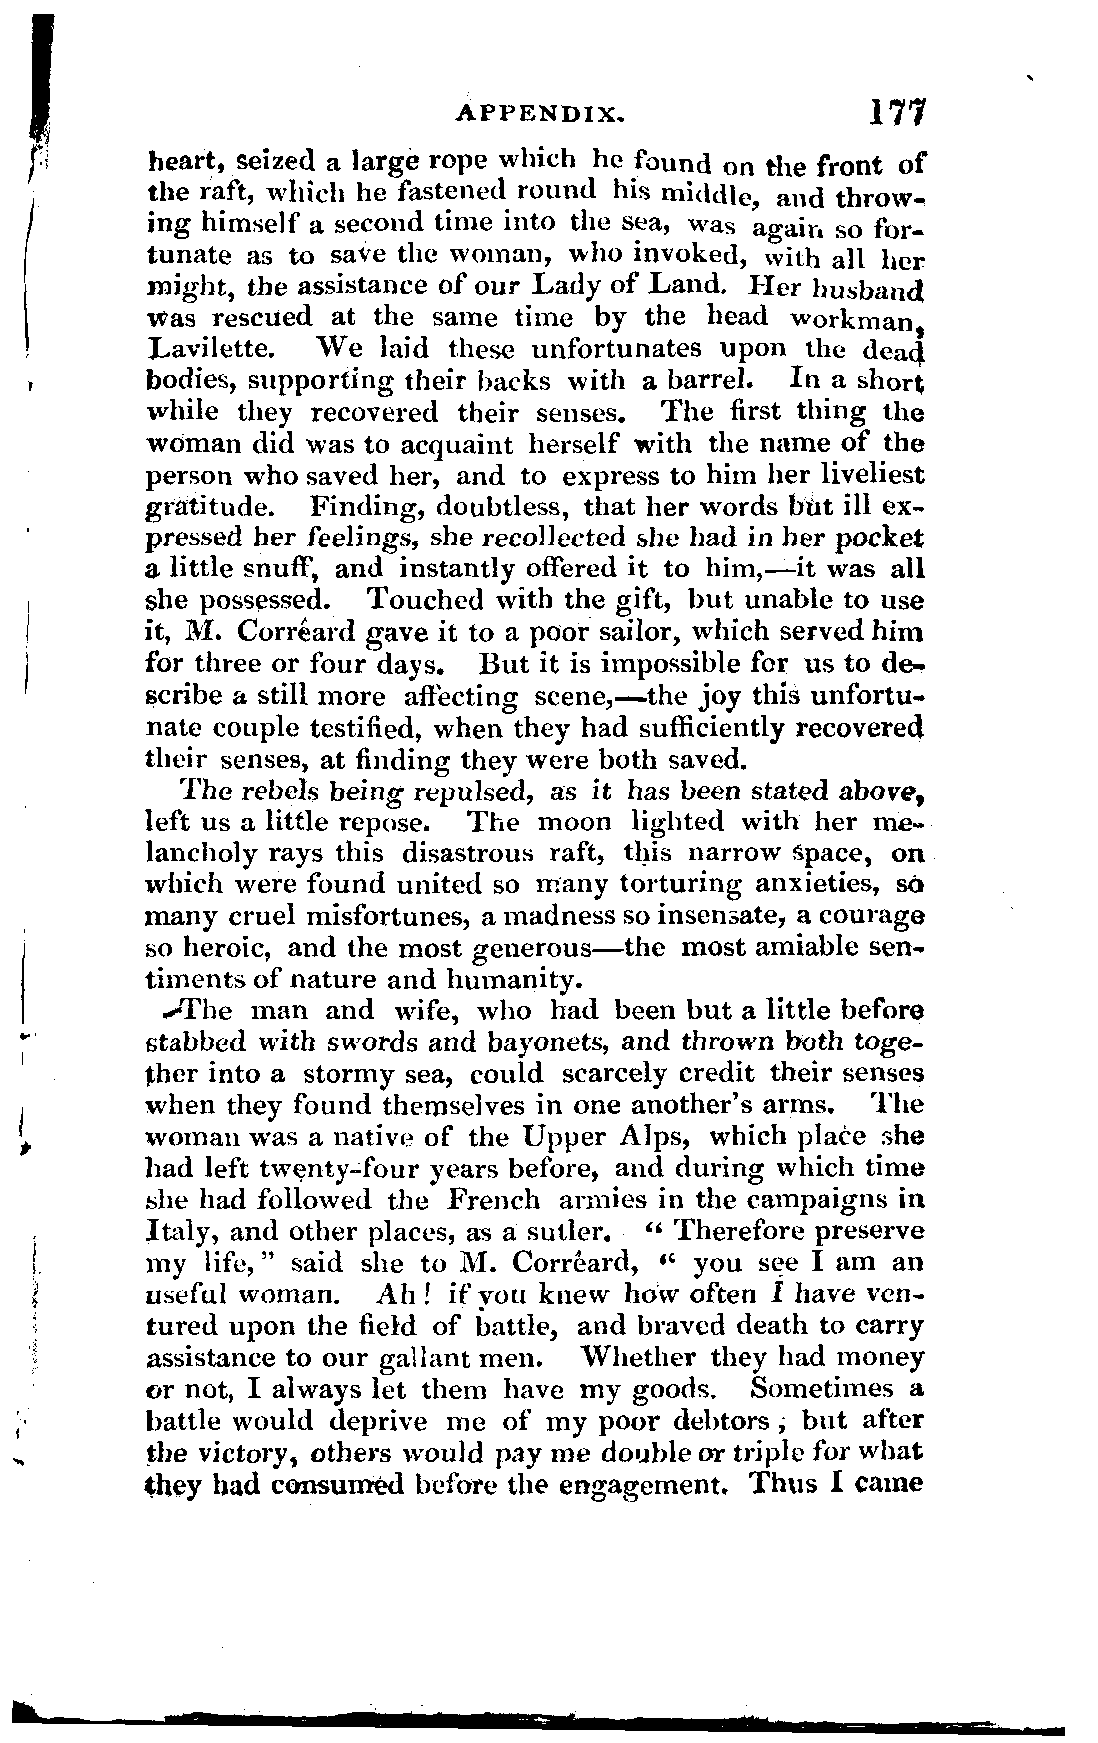 APPENDIX. 177
heart, seized a large rope which he found on the front of
the raft, which he fastened round his middle, and throw-
ing himself a second time into the sea, was again so for-
tunate as to save the woman, who invoked, with all her
might, the assistance of our Lady of Land. Her husband
was rescued at the same time by the head workman,
Lavilette. We laid these unfortunates upon the dead
bodies, supporting their backs with a barrel. In a short
while they recovered their senses. The first thing the
woman did was to acquaint herself with the name of the
person who saved her, and to express to him her liveliest
gratitude. Finding, doubtless, that her words but ill ex-
pressed her feelings, she recollected she had in her pocket
a little snuff, and instantly offered it to him,—it was all
she possessed. Touched with the gift, but unable to use
it, M. Corrêard gave it to a poor sailor, which served him
for three or four days. But it is impossible for us to de-
scribe a still more affecting scene,—the joy this unfortu-
nate couple testified, when they had sufficiently recovered
their senses, at finding they were both saved.
The rebels being repulsed, as it has been stated above,
left us a little repose. The moon lighted with her me-
lancholy rays this disastrous raft, this narrow space, on
which were found united so many torturing anxieties, so
many cruel misfortunes, a madness so insensate, a courage
so heroic, and the most generous—the most amiable sen-
timents of nature and humanity.
The man and wife, who had been but a little before
stabbed with swords and bayonets, and thrown both toge-
ther into a stormy sea, could scarcely credit their senses
when they found themselves in one another's arms. The
woman was a native of the Upper Alps, which place she
had left twenty-four years before, and during which time
she had followed the French armies in the campaigns in
Italy, and other places, as a sutler. “ Therefore preserve
my life,” said she to M. Corrêard, “ you see I am an
useful woman. Ah ! if you knew how often I have ven-
tured upon the field of battle, and braved death to carry
assistance to our gallant men. Whether they had money
or not, I always let them have my goods. Sometimes a
battle would deprive me of my poor debtors ; but after
the victory, others would pay me double or triple for what
they had consumed before the engagement. Thus I came